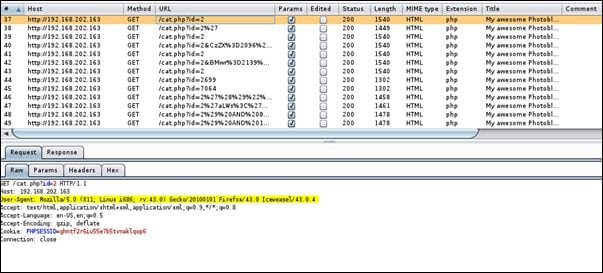 # Host Method URL Params Edited Status Length MIME type Extension Title Comment
37 http://192.168.202.163 GET /cat.php?id=2 200 1540 HTML php My awesome Photobl...
38 http://192.168.202.163 GET /cat.php?id=2%27 200 1449 HTML php My awesome Photobl...
39 http://192.168.202.163 GET /cat.php?id=2 200 1540 HTML php My awesome Photobl...
40 http://192.168.202.163 GET /cat.php?id=2&CzZX%3D2096%2... 200 1540 HTML php My awesome Photobl...
41 http://192.168.202.163 GET /cat.php?id=2 200 1540 HTML php My awesome Photobl...
42 http://192.168.202.163 GET /cat.php?id=2&BMwr%3D2139%... 200 1540 HTML php My awesome Photobl...
43 http://192.168.202.163 GET /cat.php?id=2 200 1540 HTML php My awesome Photobl...
44 http://192.168.202.163 GET /cat.php?id=2699 200 1302 HTML php My awesome Photobl...
45 http://192.168.202.163 GET /cat.php?id=7064 200 1302 HTML php My awesome Photobl...
46 http://192.168.202.163 GET /cat.php?id=2%27%28%29%22%... 200 1458 HTML php My awesome Photobl...
47 http://192.168.202.163 GET /cat.php?id=2%27aLWs%3C%27... 200 1461 HTML php My awesome Photobl...
48 http://192.168.202.163 GET /cat.php?id=2%29%20AND%208... 200 1478 HTML php My awesome Photobl...
49 http://192.168.202.163 GET /cat.php?id=2%29%20AND%201... 200 1478 HTML php My awesome Photobl...
Request Response
Raw Params Headers Hex
GET /cat.php?id=2 HTTP/1.1
Host: 192.168.202.163
User-Agent: Mozilla/5.0 (X11; Linux i686; rv:43.0) Gecko/20100101 Firefox/43.0 Iceweasel/43.0.4
Accept: text/html,application/xhtml+xml,application/xml;q=0.9,*/*;q=0.8
Accept-Language: en-US,en;q=0.5
Accept-Encoding: gzip, deflate
Cookie: PHPSESSID=ghntf2r6iu55e7b5tvnaklqop6
Connection: close